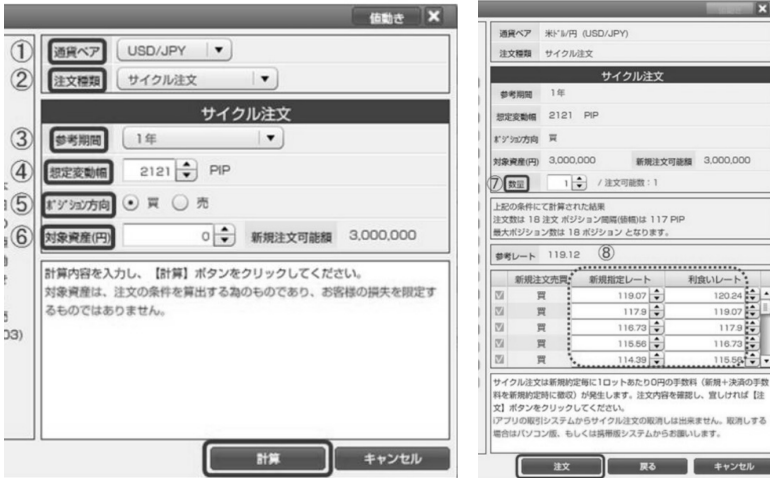 値動き
① 通貨ペア USD/JPY
② 注文種類 サイクル注文
サイクル注文
③ 参考期間 1年
④ 想定変動幅 2121 PIP
⑤ ﾎﾟｼﾞｼｮﾝ方向 買 売
⑥ 対象資産(円) 0 新規注文可能額 3,000,000
計算内容を入力し、【計算】ボタンをクリックしてください。
対象資産は、注文の条件を算出する為のものであり、お客様の損失を限定す
るものではありません。
03)
計算 キャンセル
通貨ペア 米ﾄﾞﾙ/円 (USD/JPY)
注文種類 サイクル注文
サイクル注文
参考期間 1年
想定変動幅 2121 PIP
ﾎﾟｼﾞｼｮﾝ方向 買
対象資産(円) 3,000,000 新規注文可能額 3,000,000
⑦ 数量 1 / 注文可能数：1
上記の条件にて計算された結果
注文数は 18 注文 ポジション間隔(値幅)は 117 PIP
最大ポジション数は 18 ポジション となります。
参考レート 119.12 ⑧
新規注文売買 新規指定レート 利食いレート
買 119.07 120.24
買 117.9 119.07
買 116.73 117.9
買 115.56 116.73
買 114.39 115.56
サイクル注文は新規約定毎に1ロットあたり0円の手数料（新規＋決済の手数
料を新規約定時に徴収）が発生します。注文内容を確認し、宜しければ【注
文】ボタンをクリックしてください。
iアプリの取引システムからサイクル注文の取消しは出来ません。取消しする
場合はパソコン版、もしくは携帯版システムからお願いします。
注文 戻る キャンセル